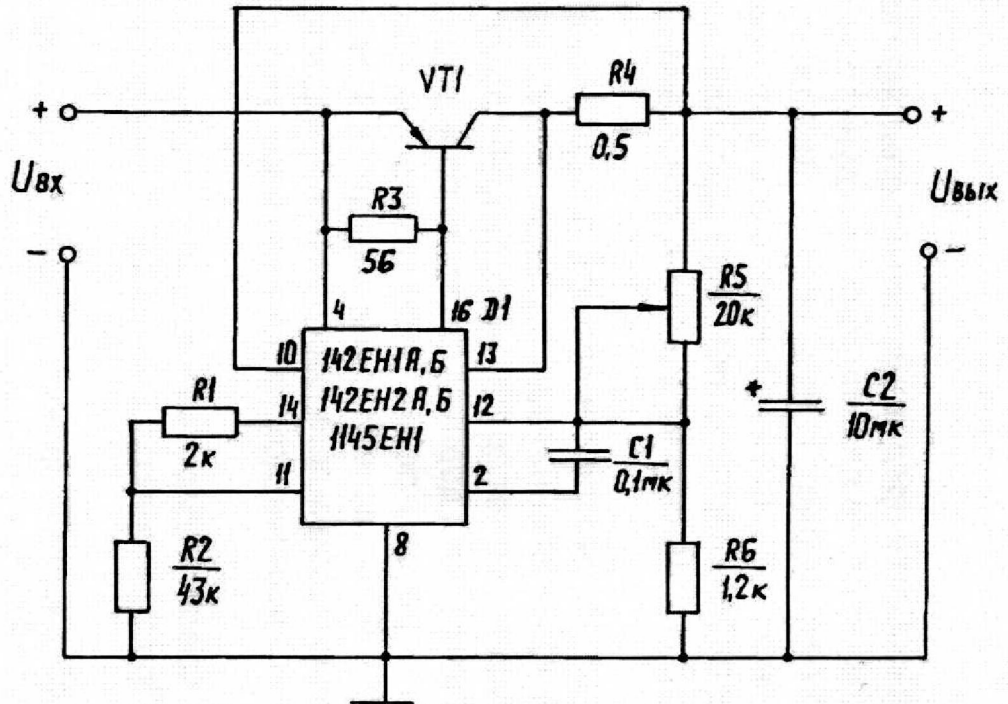 VT1
R4
0,5
+
+
Uвх
Uвых
-
-
R3
56
4
16 D1
R5
20к
10
142ЕН1А,Б
13
R1
14
142ЕН2А,Б
12
2к
1145ЕН1
*
C2
10мк
11
2
C1
0,1мк
8
R2
43к
R6
1,2к